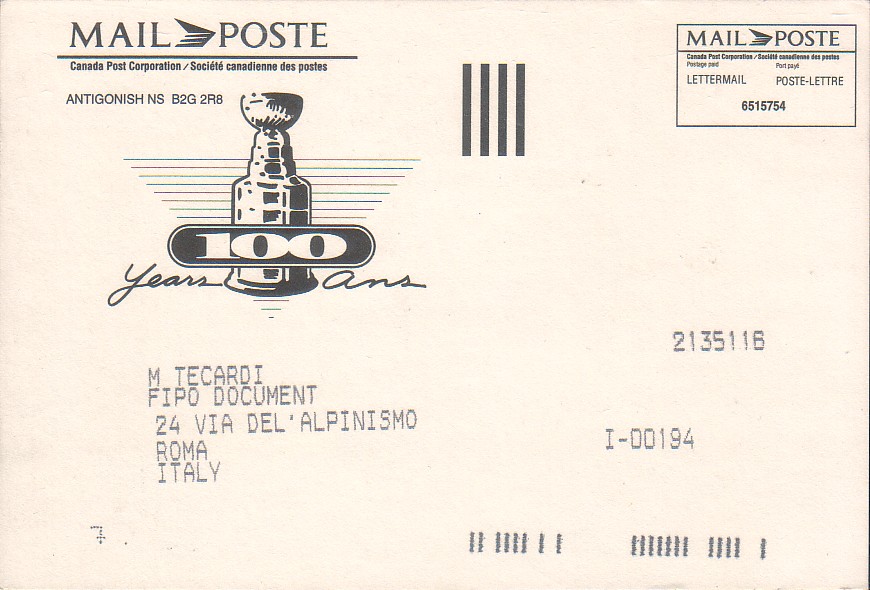 MAIL POSTE
Canada Post Corporation / Société canadienne des postes
ANTIGONISH NS B2G 2R8
100
Years Ans
MAIL POSTE
Canada Post Corporation / Société canadienne des postes
Postage paid Port payé
LETTERMAIL POSTE-LETTRE
6515754
2135116
M TECARDI
FIPO DOCUMENT
24 VIA DEL'ALPINISMO
ROMA
ITALY
I-00194